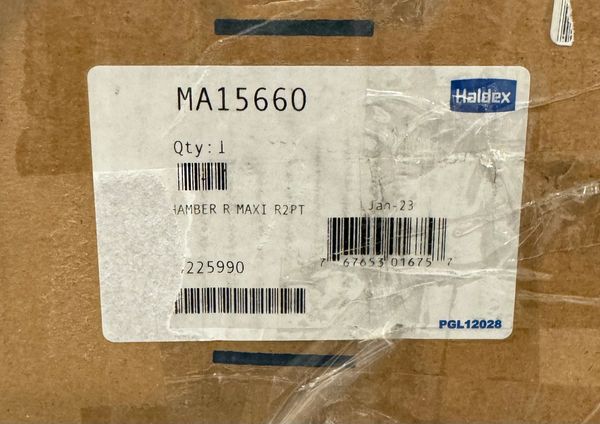 MA15660
Haldex
Qty: 1
HAMBER R MAXI R2PT
Jan-23
225990
7 67653 01675 7
PGL12028